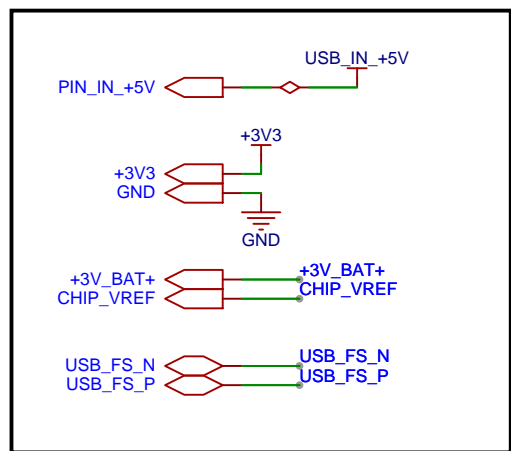 USB_IN_+5V
PIN_IN_+5V
+3V3
+3V3
GND
GND
+3V_BAT+ +3V_BAT+
CHIP_VREF CHIP_VREF
USB_FS_N USB_FS_N
USB_FS_P USB_FS_P